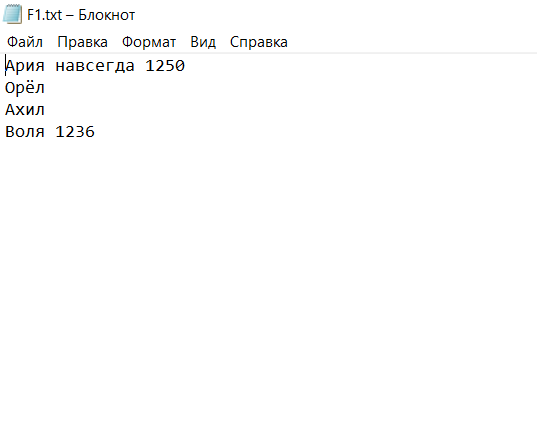 F1.txt – Блокнот
Файл Правка Формат Вид Справка
Ария навсегда 1250
Орёл
Ахил
Воля 1236